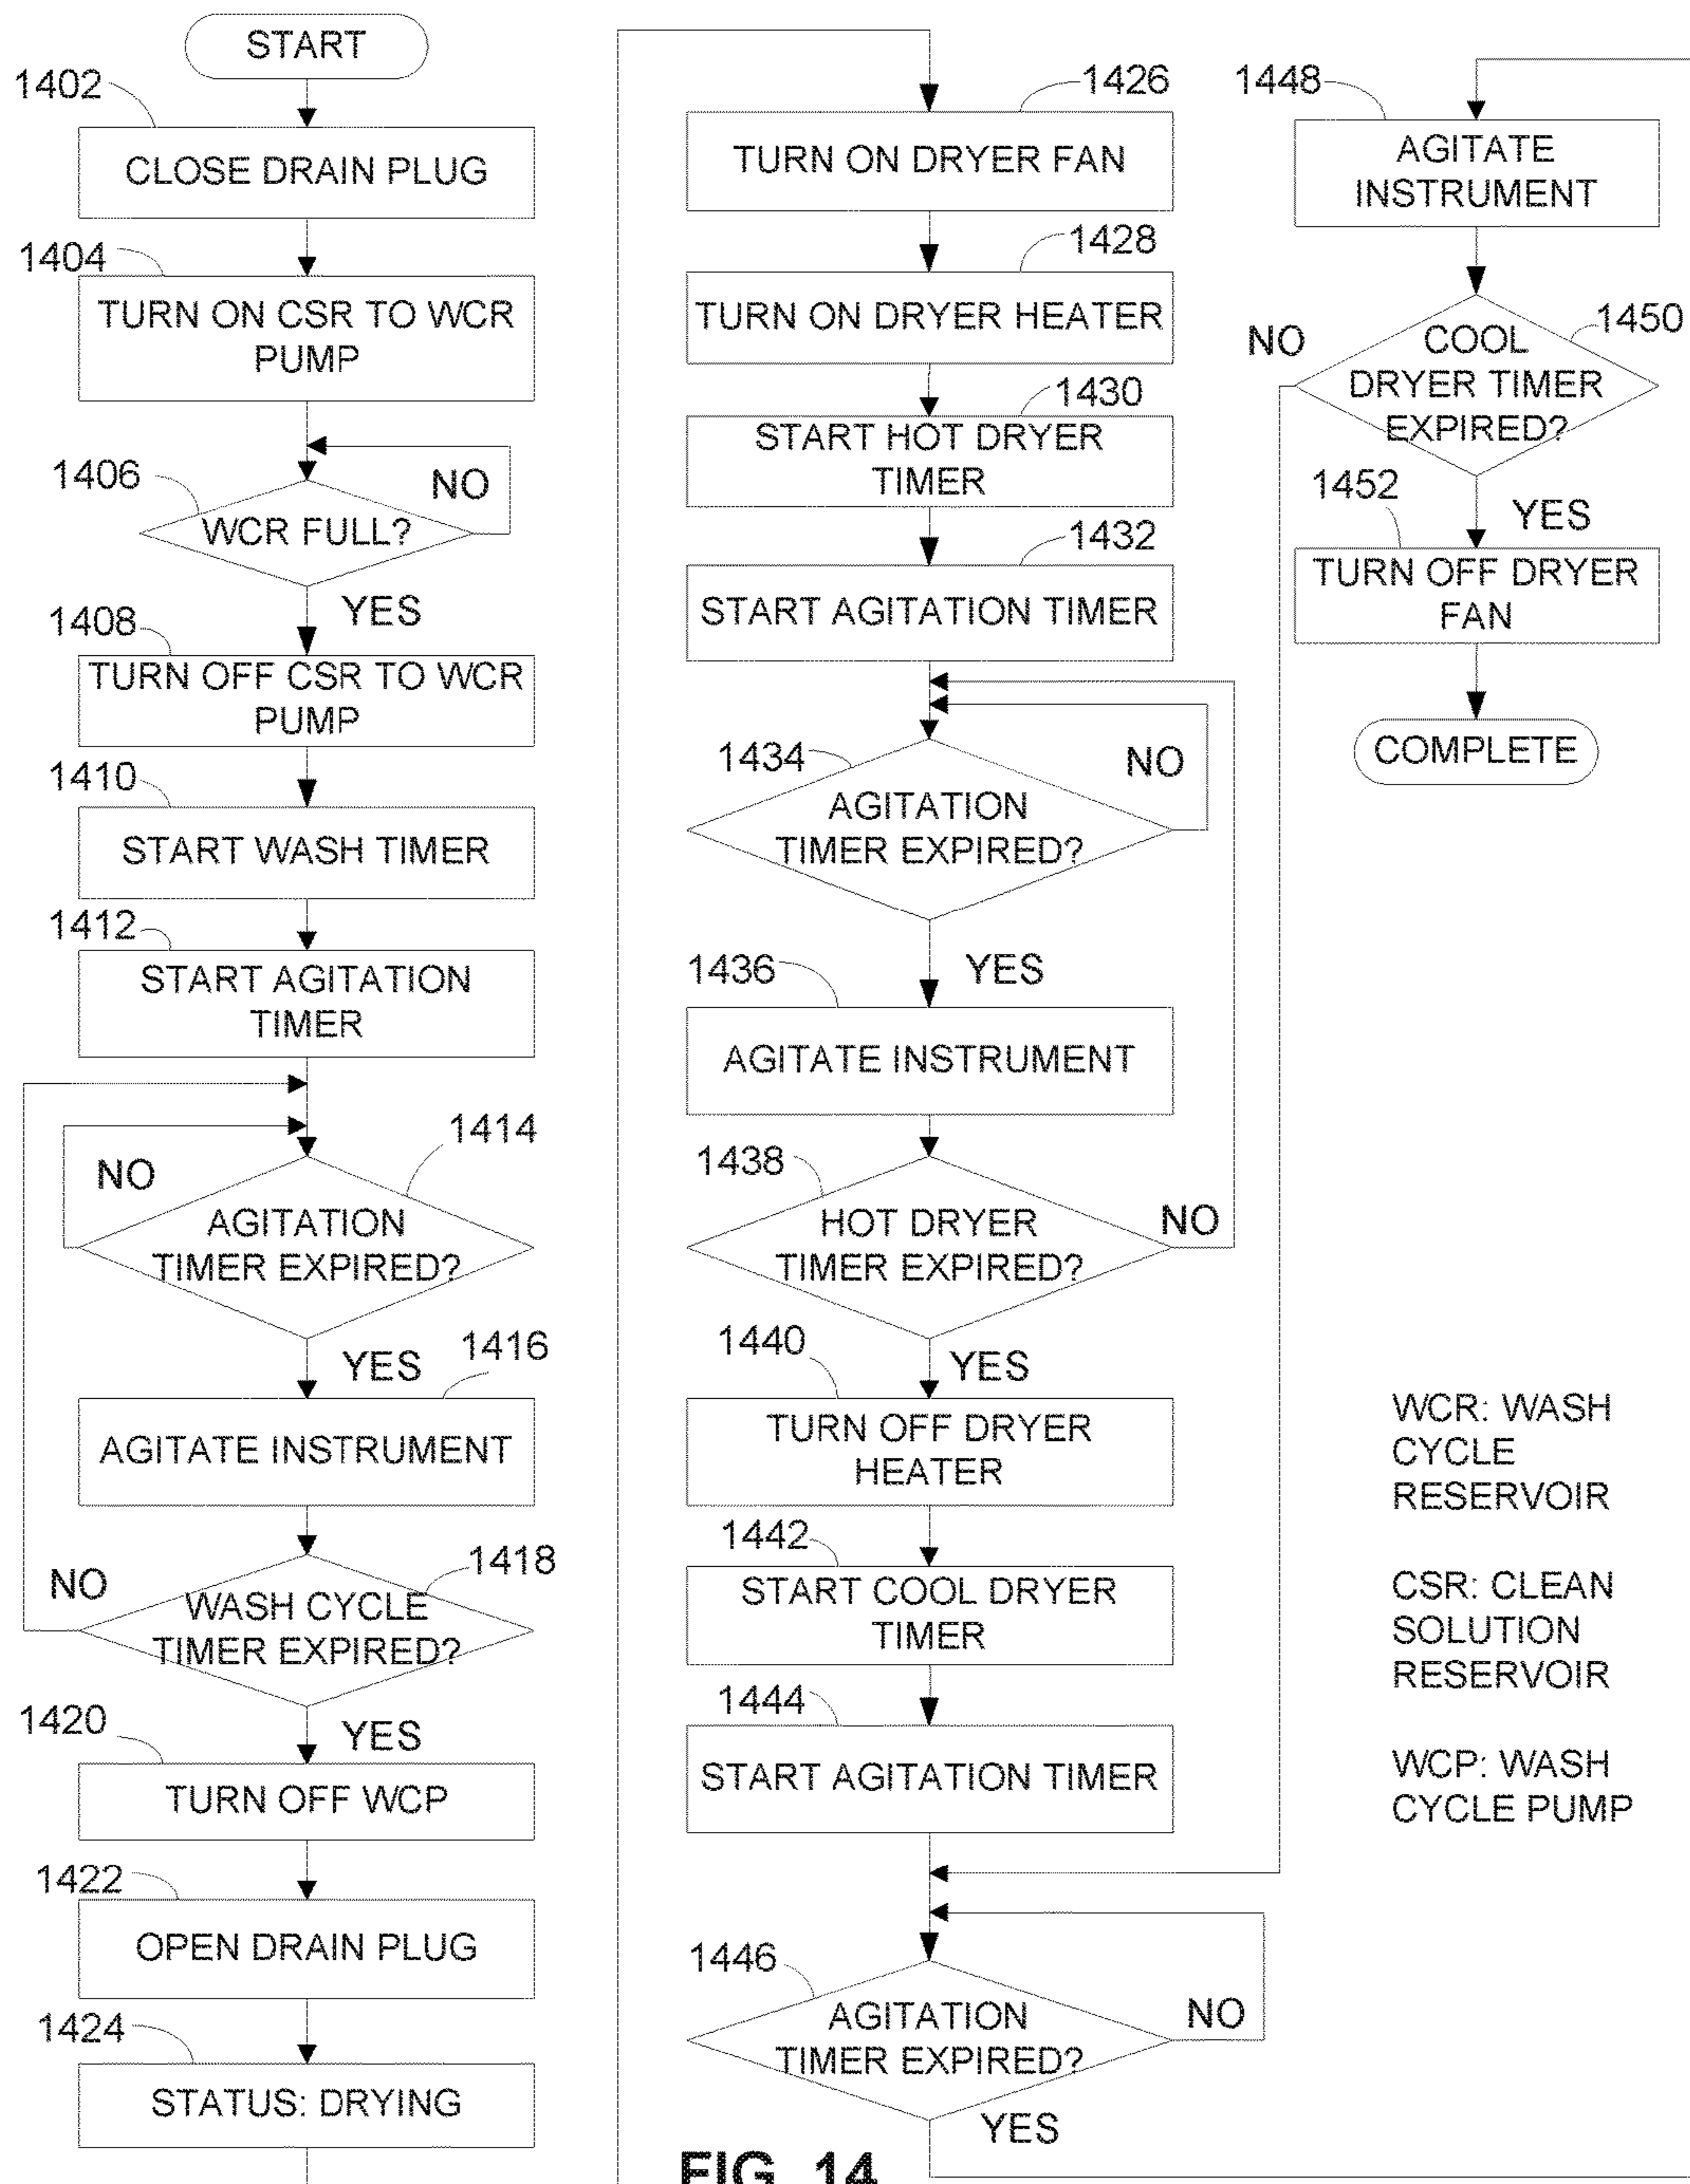 START
1402
CLOSE DRAIN PLUG
1404
TURN ON CSR TO WCR
PUMP
1406
NO
WCR FULL?
YES
1408
TURN OFF CSR TO WCR
PUMP
1410
START WASH TIMER
1412
START AGITATION
TIMER
1414
NO
AGITATION
TIMER EXPIRED?
YES
1416
AGITATE INSTRUMENT
1418
NO
WASH CYCLE
TIMER EXPIRED?
YES
1420
TURN OFF WCP
1422
OPEN DRAIN PLUG
1424
STATUS: DRYING
1426
TURN ON DRYER FAN
1428
TURN ON DRYER HEATER
1430
START HOT DRYER
TIMER
1432
START AGITATION TIMER
1434
NO
AGITATION
TIMER EXPIRED?
YES
1436
AGITATE INSTRUMENT
1438
HOT DRYER
TIMER EXPIRED?
NO
YES
1440
TURN OFF DRYER
HEATER
1442
START COOL DRYER
TIMER
1444
START AGITATION TIMER
1446
AGITATION
TIMER EXPIRED?
NO
YES
1448
AGITATE
INSTRUMENT
1450
NO
COOL
DRYER TIMER
EXPIRED?
YES
1452
TURN OFF DRYER
FAN
COMPLETE
WCR: WASH
CYCLE
RESERVOIR
CSR: CLEAN
SOLUTION
RESERVOIR
WCP: WASH
CYCLE PUMP
FIG. 14